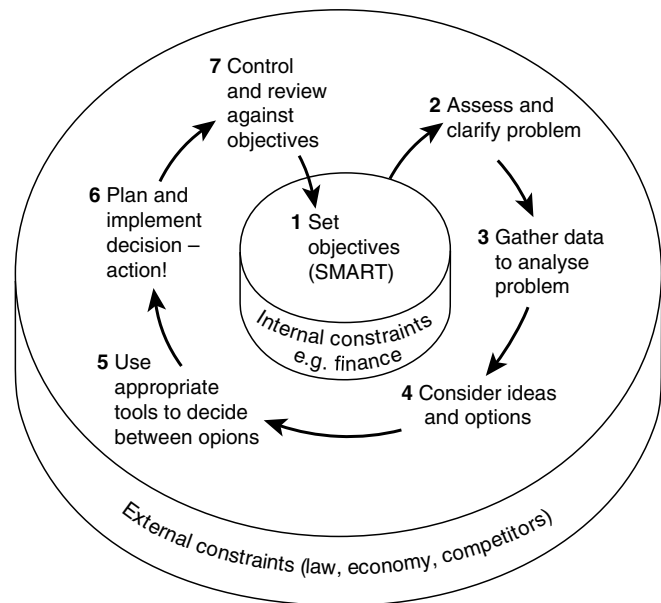 1 Set
objectives
(SMART)
Internal constraints
e.g. finance
2 Assess and
clarify problem
3 Gather data
to analyse
problem
4 Consider ideas
and options
5 Use
appropriate
tools to decide
between opions
6 Plan and
implement
decision –
action!
7 Control
and review
against
objectives
External constraints (law, economy, competitors)